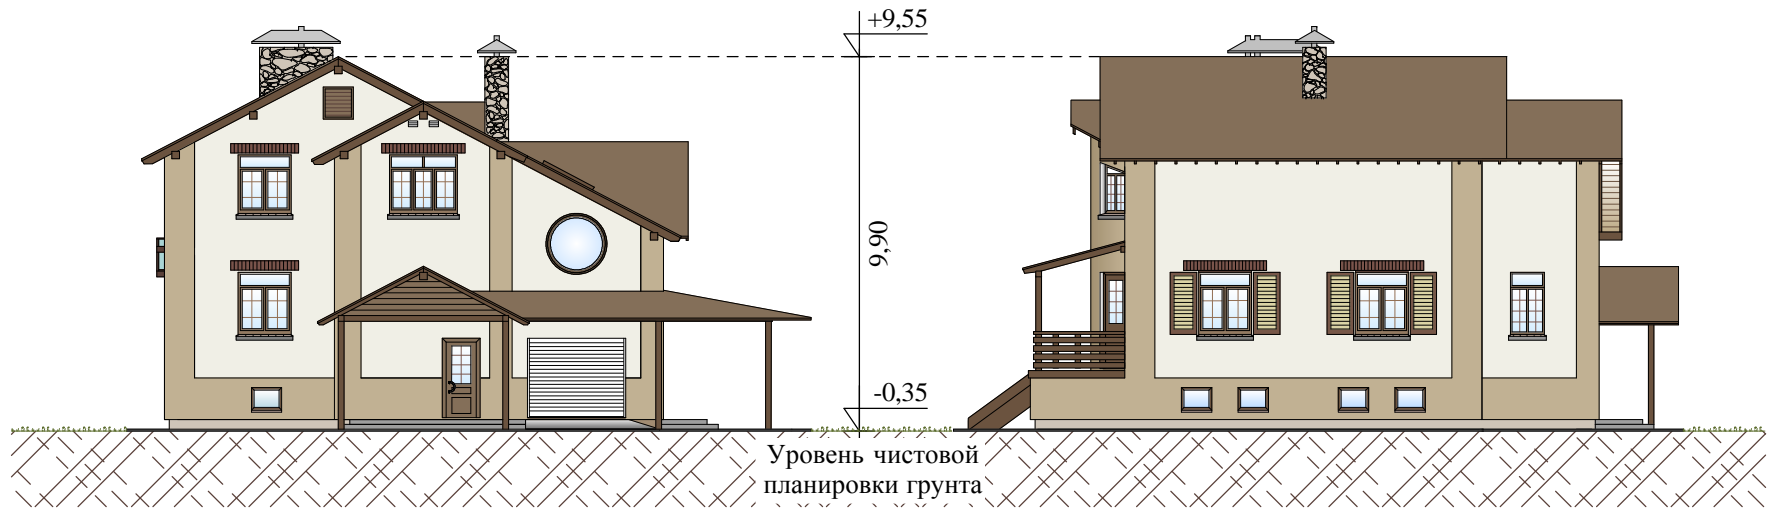 +9,55
9,90
-0,35
Уровень чистовой
планировки грунта